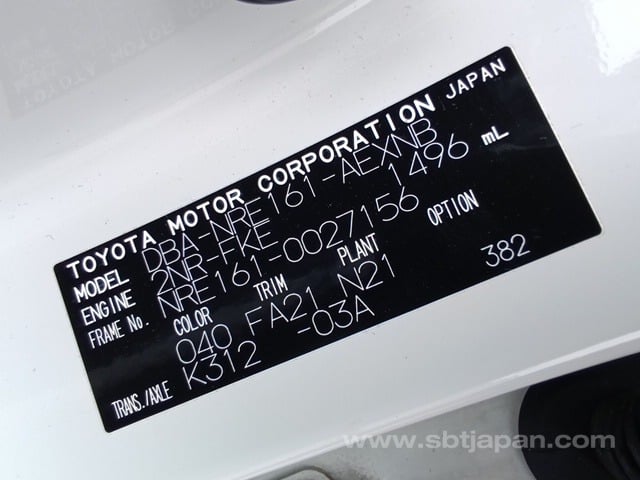 TOYOTA MOTOR CORPORATION JAPAN
MODEL DBA-NRE161-AEXNB
ENGINE 2NR-FKE 1496 mL
FRAME No. NRE161-0027156
COLOR TRIM PLANT OPTION
040 FA21 N21 382
TRANS./AXLE K312 -03A
www.sbtjapan.com